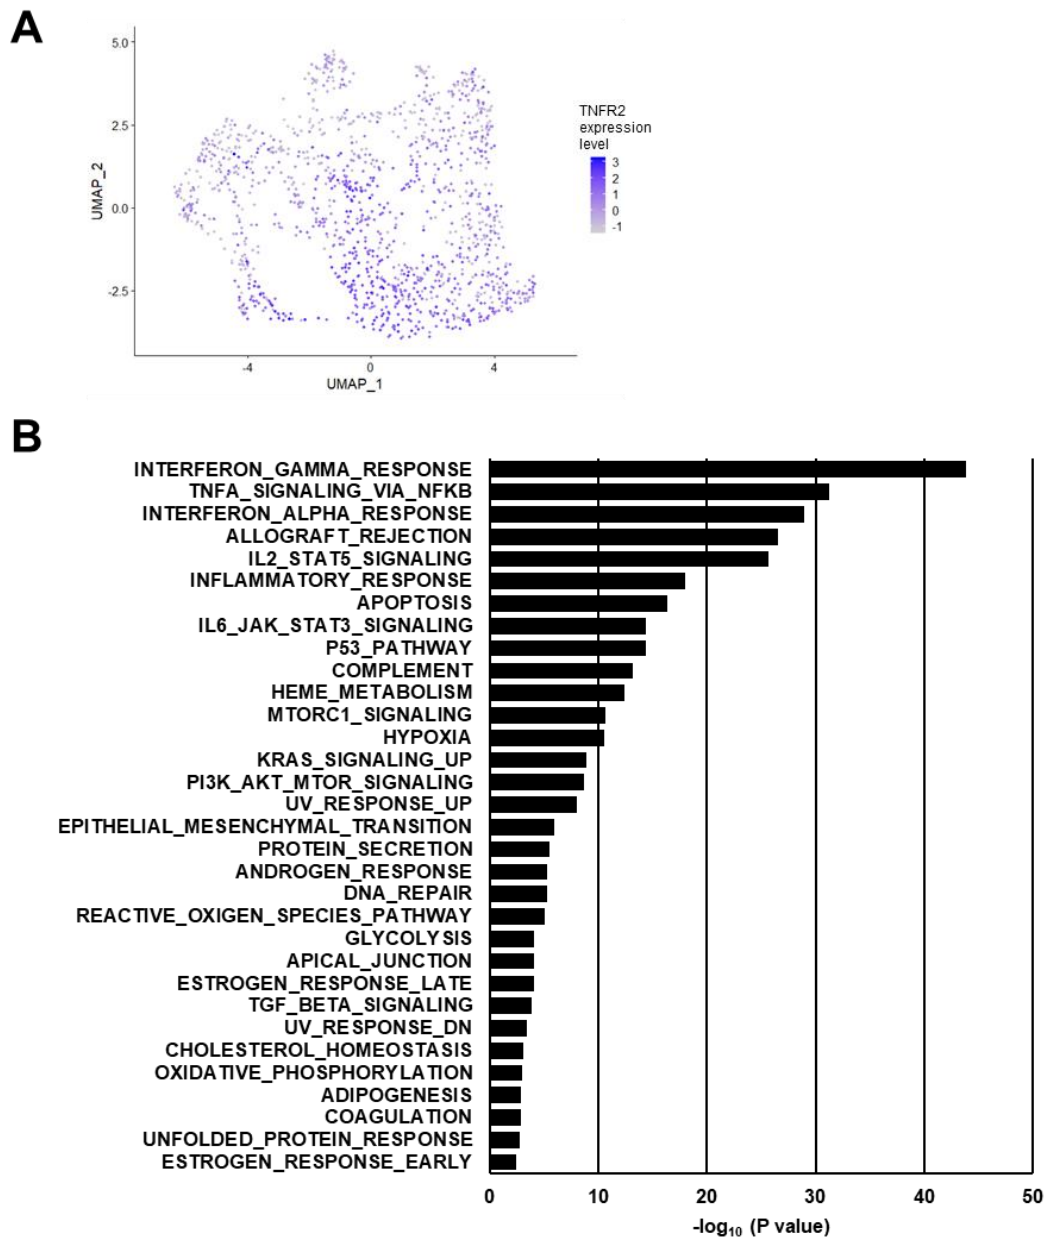 A
5.0
2.5
0.0
-2.5
UMAP_2
-4
0
4
UMAP_1
TNFR2
expression
level
3
2
1
0
-1
B
INTERFERON_GAMMA_RESPONSE
TNFA_SIGNALING_VIA_NFKB
INTERFERON_ALPHA_RESPONSE
ALLOGRAFT_REJECTION
IL2_STAT5_SIGNALING
INFLAMMATORY_RESPONSE
APOPTOSIS
IL6_JAK_STAT3_SIGNALING
P53_PATHWAY
COMPLEMENT
HEME_METABOLISM
MTORC1_SIGNALING
HYPOXIA
KRAS_SIGNALING_UP
PI3K_AKT_MTOR_SIGNALING
UV_RESPONSE_UP
EPITHELIAL_MESENCHYMAL_TRANSITION
PROTEIN_SECRETION
ANDROGEN_RESPONSE
DNA_REPAIR
REACTIVE_OXIGEN_SPECIES_PATHWAY
GLYCOLYSIS
APICAL_JUNCTION
ESTROGEN_RESPONSE_LATE
TGF_BETA_SIGNALING
UV_RESPONSE_DN
CHOLESTEROL_HOMEOSTASIS
OXIDATIVE_PHOSPHORYLATION
ADIPOGENESIS
COAGULATION
UNFOLDED_PROTEIN_RESPONSE
ESTROGEN_RESPONSE_EARLY
0 10 20 30 40 50
-log₁₀ (P value)